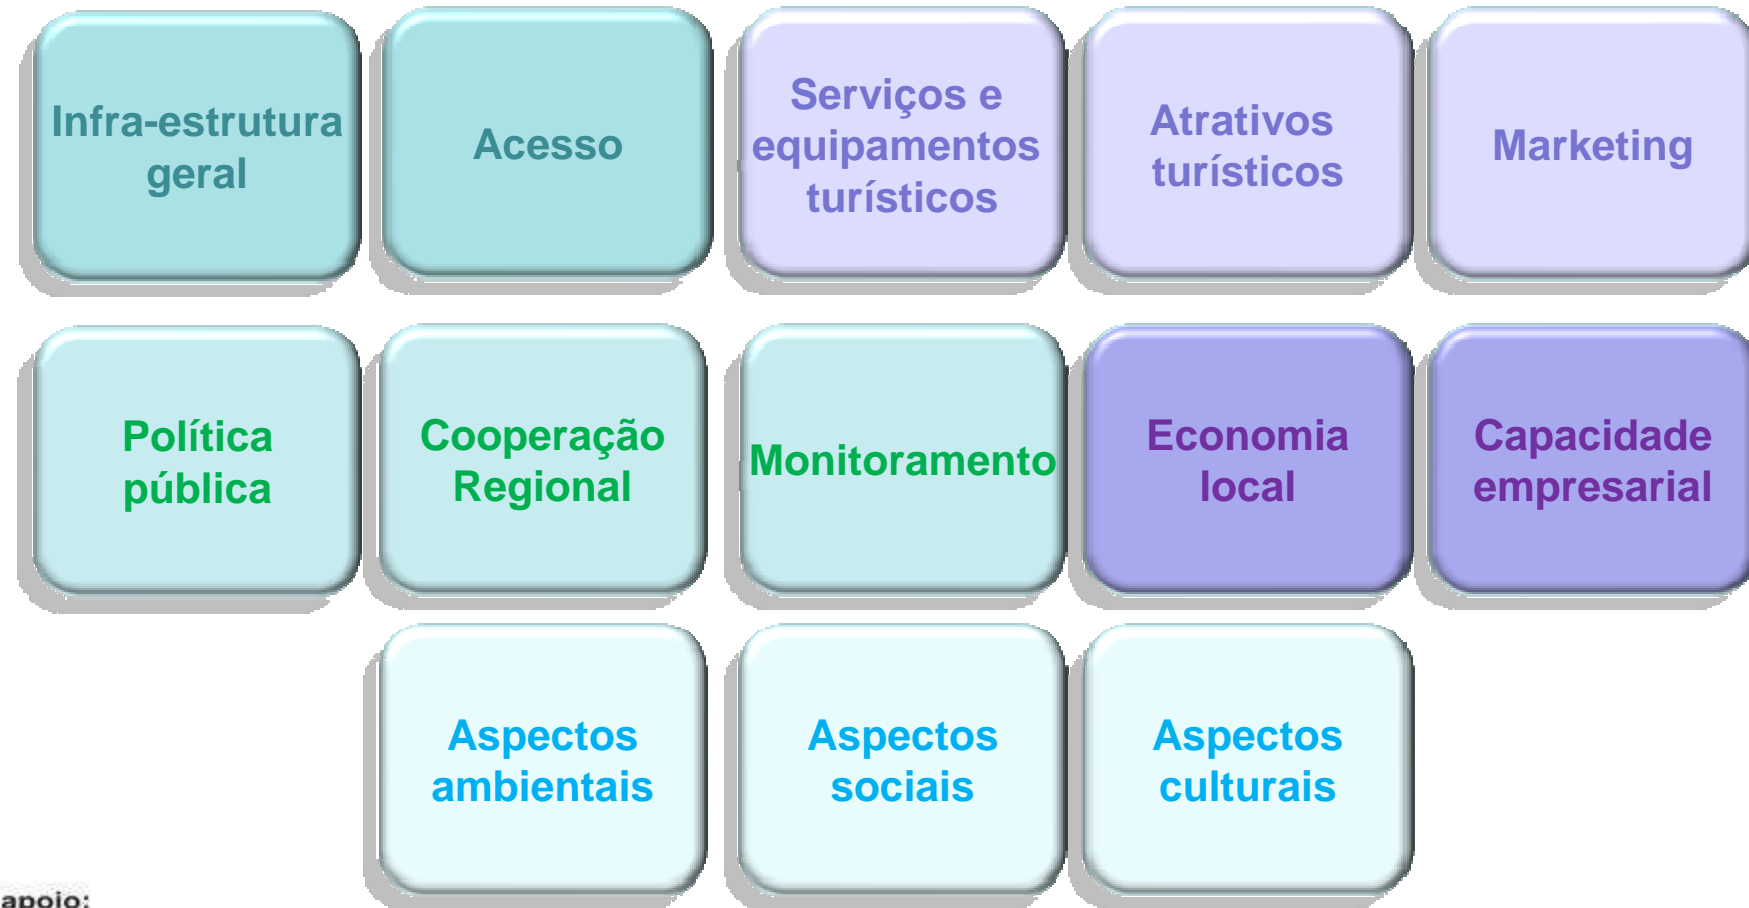 Infra-estrutura
geral
Acesso
Serviços e
equipamentos
turísticos
Atrativos
turísticos
Marketing
Política
pública
Cooperação
Regional
Monitoramento
Economia
local
Capacidade
empresarial
Aspectos
ambientais
Aspectos
sociais
Aspectos
culturais
apoio: